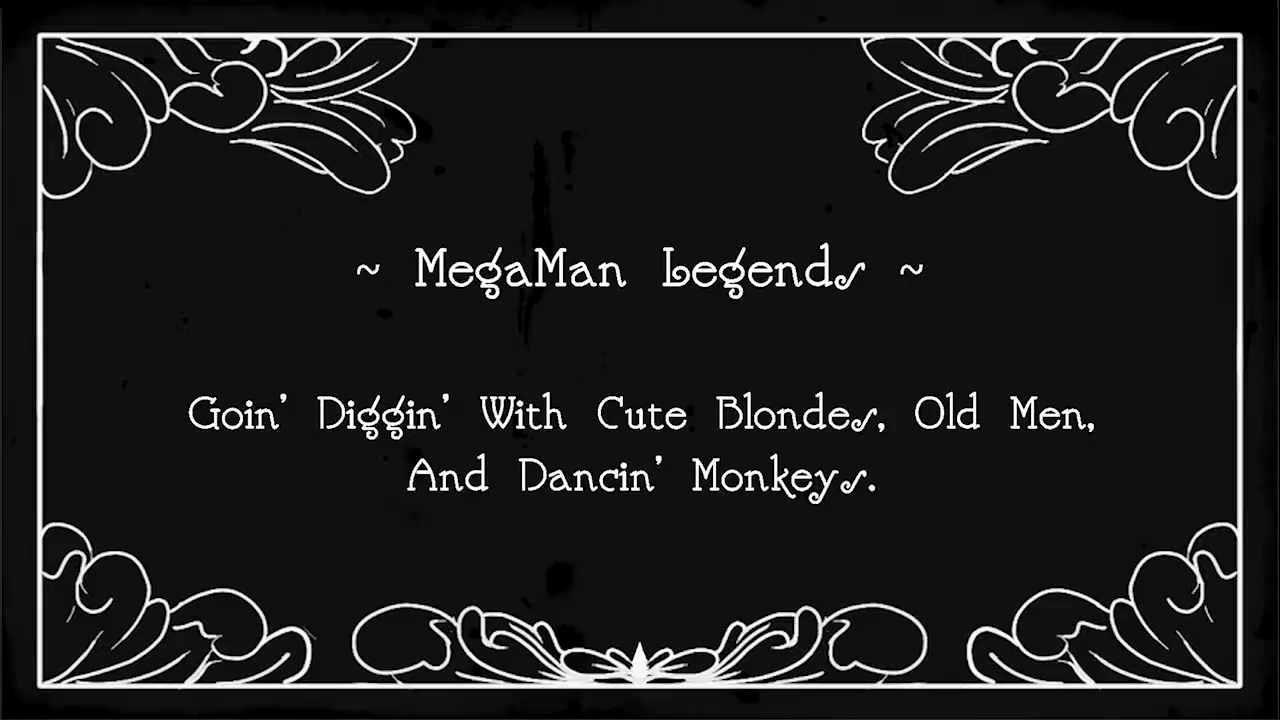 ~ MegaMan Legends ~
Goin' Diggin' With Cute Blondes, Old Men,
And Dancin' Monkeys.